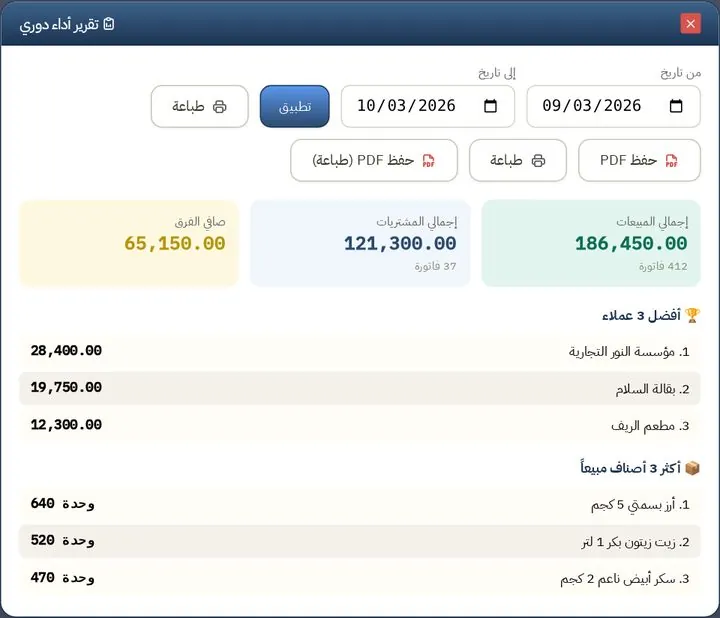 تقرير أداء دوري
من تاريخ
إلى تاريخ
09/03/2026
10/03/2026
تطبيق
طباعة
حفظ PDF
طباعة
حفظ PDF (طباعة)
إجمالي المبيعات
186,450.00
412 فاتورة
إجمالي المشتريات
121,300.00
37 فاتورة
صافي الفرق
65,150.00
🏆 أفضل 3 عملاء
1. مؤسسة النور التجارية 28,400.00
2. بقالة السلام 19,750.00
3. مطعم الريف 12,300.00
📦 أكثر 3 أصناف مبيعاً
1. أرز بسمتي 5 كجم 640 وحدة
2. زيت زيتون بكر 1 لتر 520 وحدة
3. سكر أبيض ناعم 2 كجم 470 وحدة